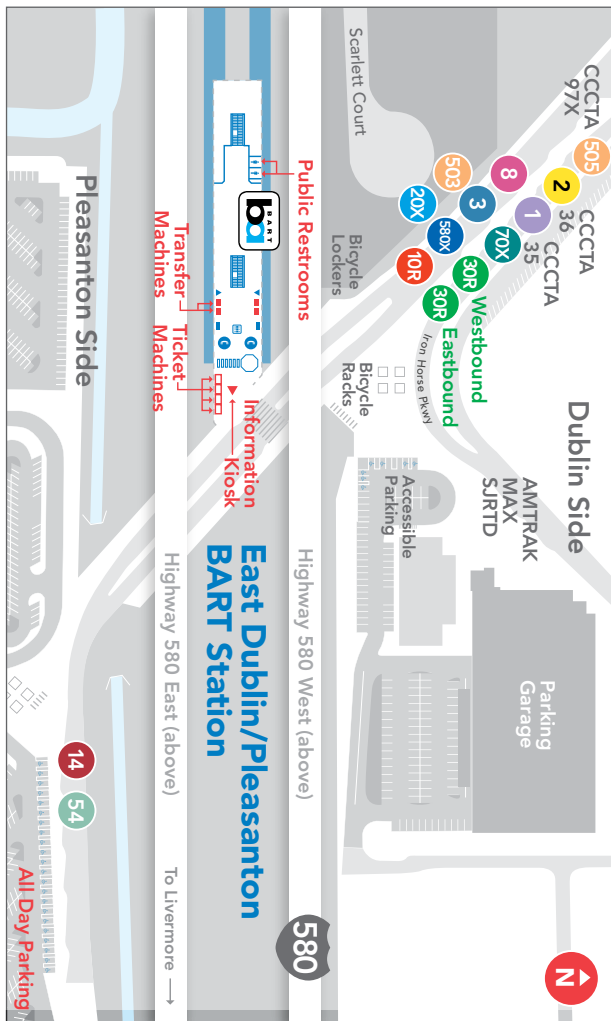 CCCTA
97X
505
CCCTA
36
2
CCCTA
35
1
8
70X
3
503
580X
20X
10R
Westbound
30R
Eastbound
30R
Iron Horse Pkwy
Dublin Side
AMTRAK
MAX
SJRTD
Scarlett Court
Bicycle
Lockers
Bicycle
Racks
Accessible
Parking
Parking
Garage
N
Highway 580 West (above)
580
Public Restrooms
BART
ba
Transfer
Machines
Ticket
Machines
Information
Kiosk
East Dublin/Pleasanton
BART Station
Highway 580 East (above)
To Livermore
Pleasanton Side
14
54
All Day Parking